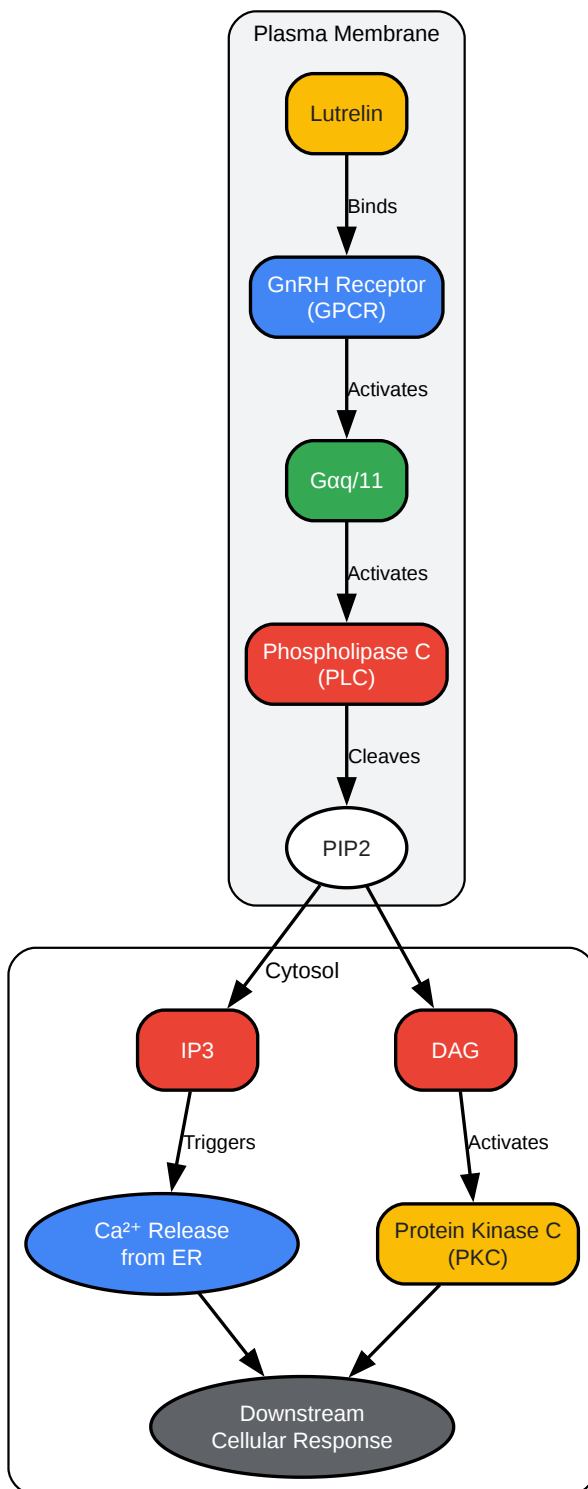 Plasma Membrane
Lutrelin
Binds
GnRH Receptor
(GPCR)
Activates
Gαq/11
Activates
Phospholipase C
(PLC)
Cleaves
PIP2
Cytosol
IP3
DAG
Triggers
Activates
Ca²⁺ Release
from ER
Protein Kinase C
(PKC)
Downstream
Cellular Response